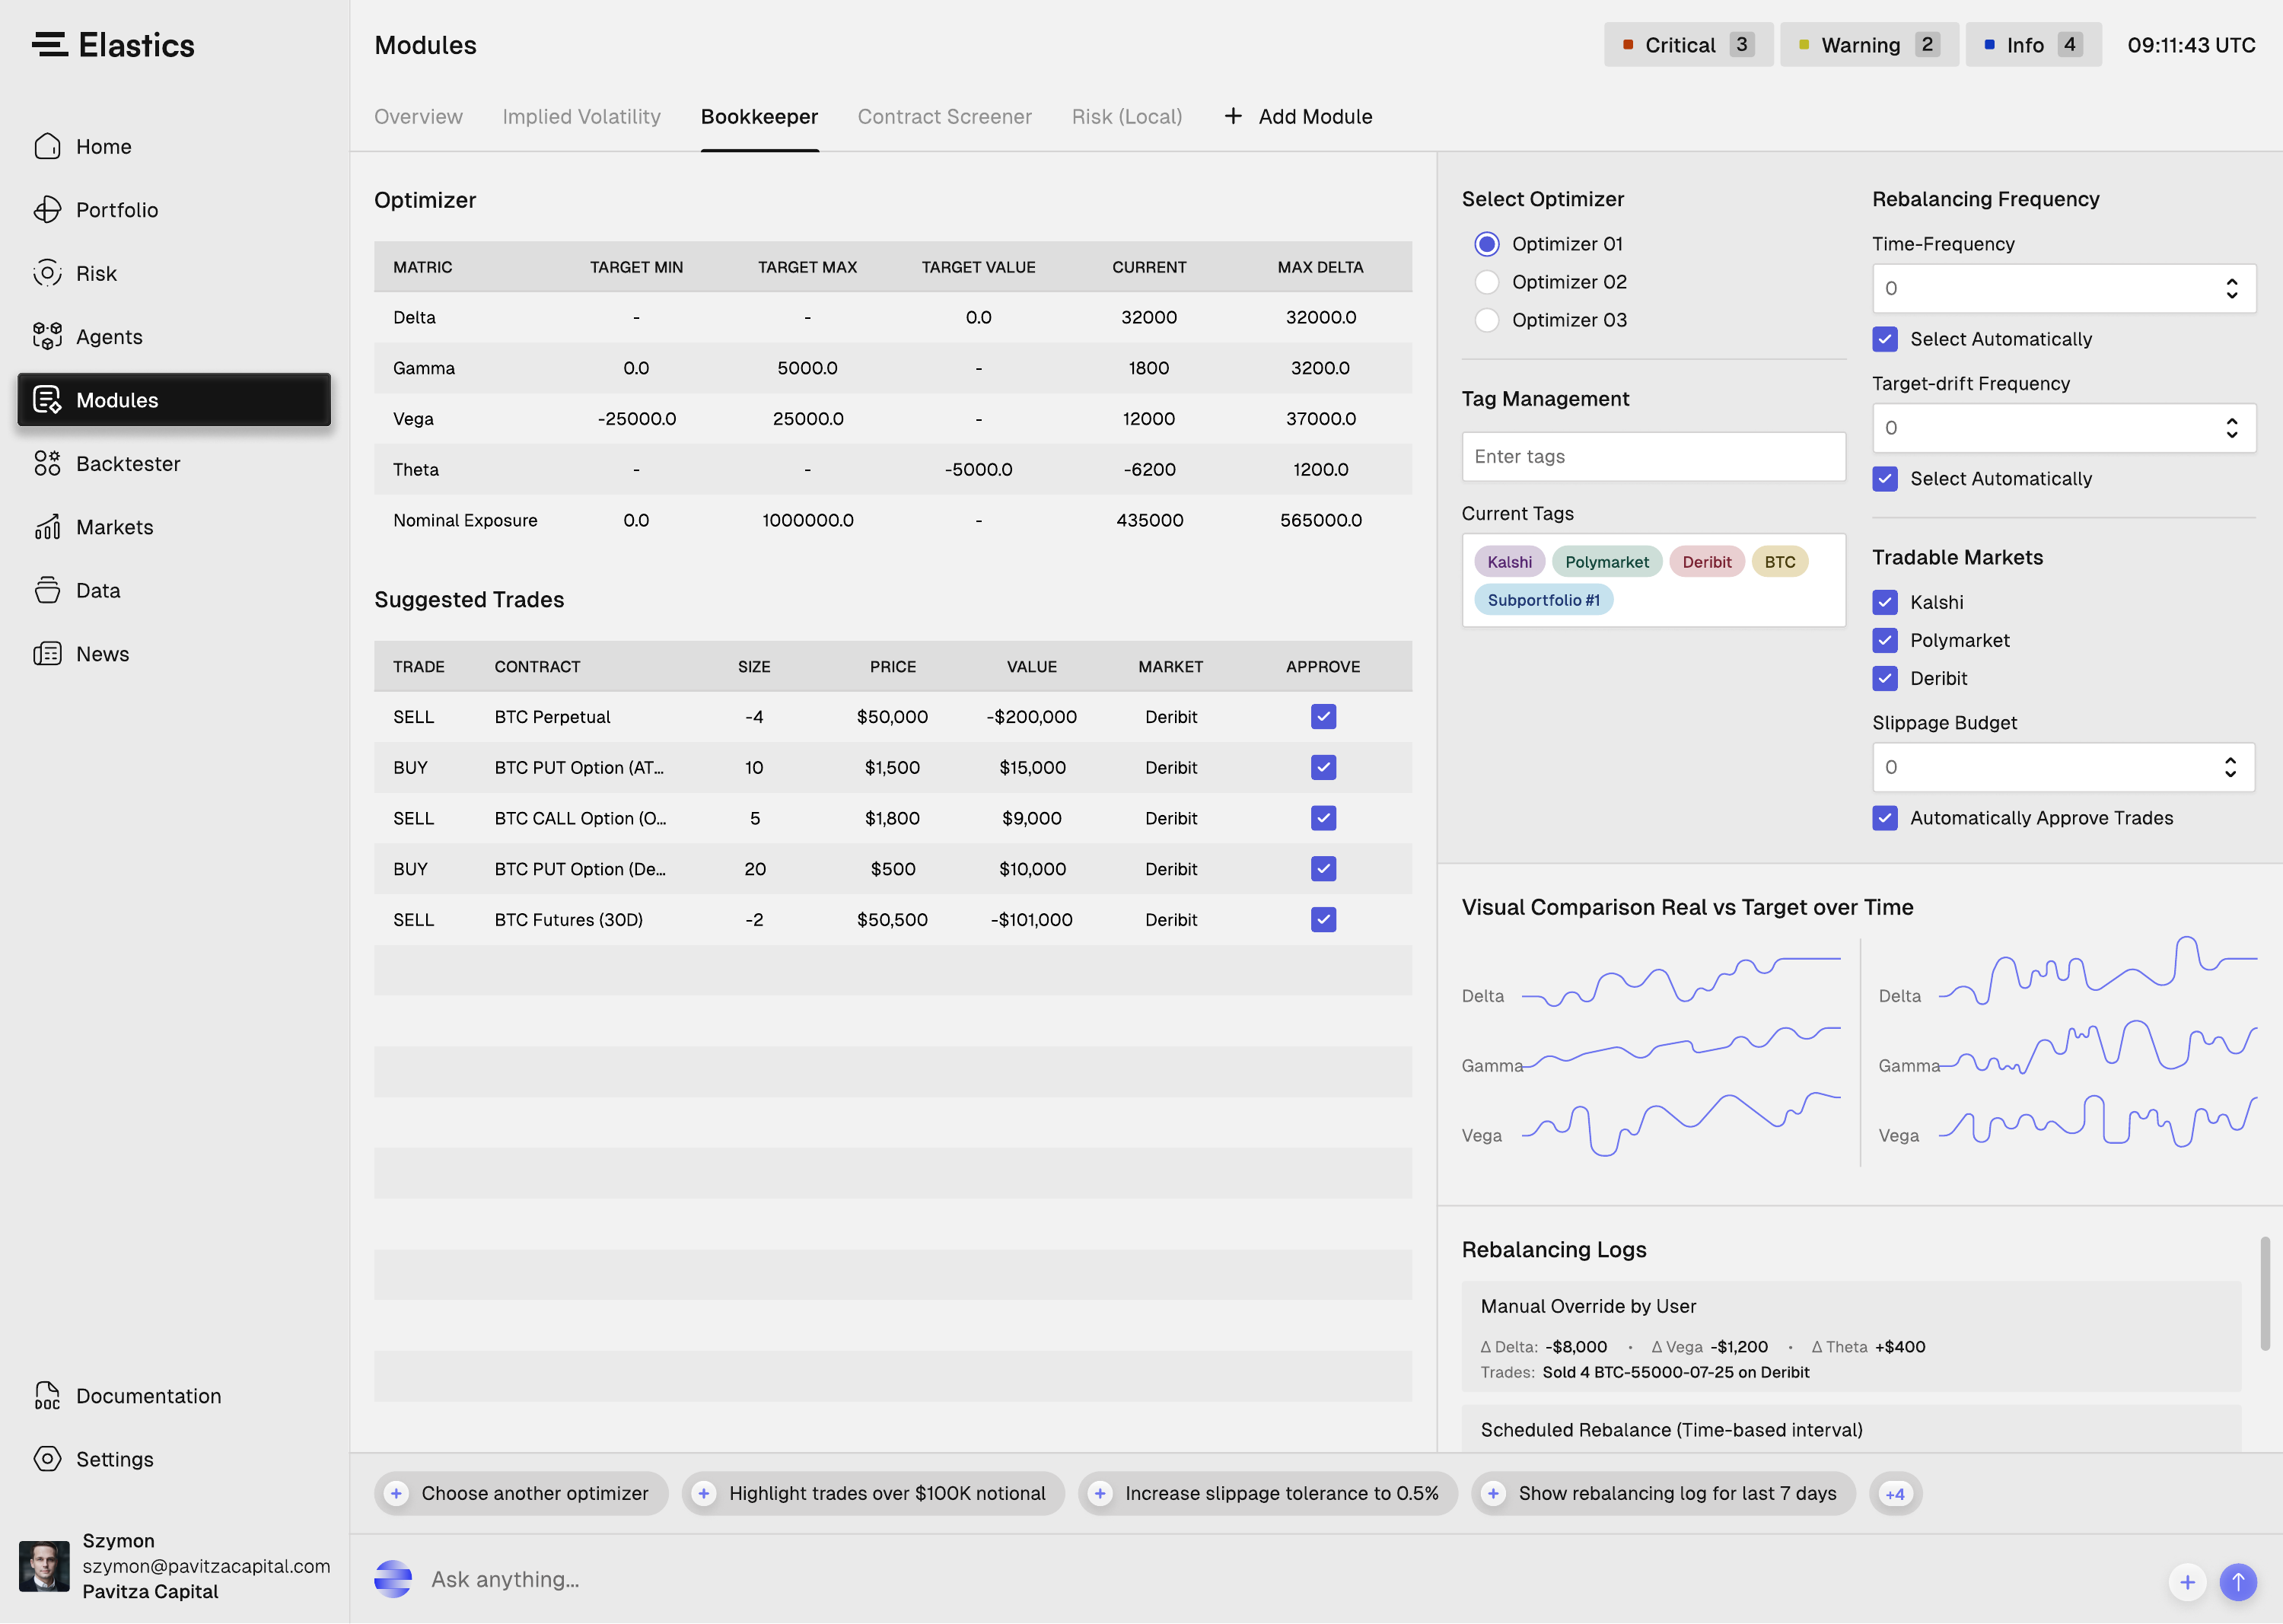 Elastics
Home
Portfolio
Risk
Agents
Modules
Backtester
Markets
Data
News
Documentation
Settings
Szymon
szymon@pavitzacapital.com
Pavitza Capital
Modules
Critical 3
Warning 2
Info 4
09:11:43 UTC
Overview Implied Volatility Bookkeeper Contract Screener Risk (Local) + Add Module
Optimizer
MATRIC TARGET MIN TARGET MAX TARGET VALUE CURRENT MAX DELTA
Delta - - 0.0 32000 32000.0
Gamma 0.0 5000.0 - 1800 3200.0
Vega -25000.0 25000.0 - 12000 37000.0
Theta - - -5000.0 -6200 1200.0
Nominal Exposure 0.0 1000000.0 - 435000 565000.0
Suggested Trades
TRADE CONTRACT SIZE PRICE VALUE MARKET APPROVE
SELL BTC Perpetual -4 $50,000 -$200,000 Deribit
BUY BTC PUT Option (AT... 10 $1,500 $15,000 Deribit
SELL BTC CALL Option (O... 5 $1,800 $9,000 Deribit
BUY BTC PUT Option (De... 20 $500 $10,000 Deribit
SELL BTC Futures (30D) -2 $50,500 -$101,000 Deribit
Select Optimizer
Optimizer 01
Optimizer 02
Optimizer 03
Tag Management
Enter tags
Current Tags
Kalshi Polymarket Deribit BTC
Subportfolio #1
Rebalancing Frequency
Time-Frequency
0
Select Automatically
Target-drift Frequency
0
Select Automatically
Tradable Markets
Kalshi
Polymarket
Deribit
Slippage Budget
0
Automatically Approve Trades
Visual Comparison Real vs Target over Time
Delta Delta
Gamma Gamma
Vega Vega
Rebalancing Logs
Manual Override by User
Δ Delta: -$8,000 • Δ Vega -$1,200 • Δ Theta +$400
Trades: Sold 4 BTC-55000-07-25 on Deribit
Scheduled Rebalance (Time-based interval)
+ Choose another optimizer
+ Highlight trades over $100K notional
+ Increase slippage tolerance to 0.5%
+ Show rebalancing log for last 7 days
+4
Ask anything...
DOC